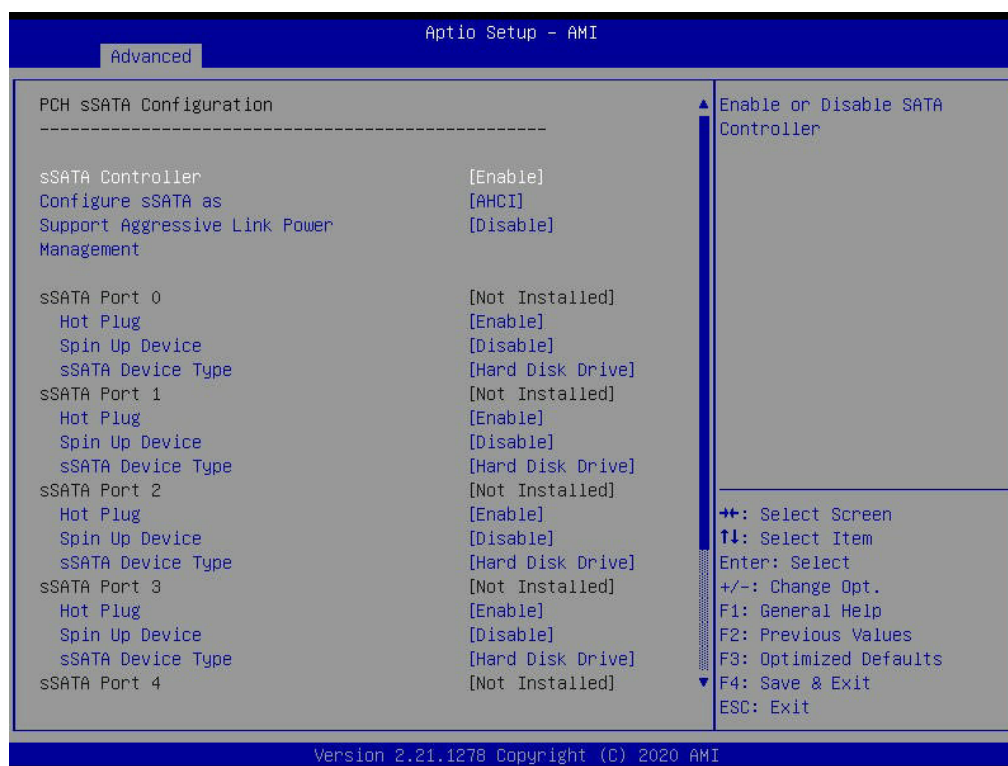 Aptio Setup – AMI
Advanced
PCH sSATA Configuration
--------------------------------------------------
sSATA Controller [Enable]
Configure sSATA as [AHCI]
Support Aggressive Link Power [Disable]
Management
sSATA Port 0 [Not Installed]
Hot Plug [Enable]
Spin Up Device [Disable]
sSATA Device Type [Hard Disk Drive]
sSATA Port 1 [Not Installed]
Hot Plug [Enable]
Spin Up Device [Disable]
sSATA Device Type [Hard Disk Drive]
sSATA Port 2 [Not Installed]
Hot Plug [Enable]
Spin Up Device [Disable]
sSATA Device Type [Hard Disk Drive]
sSATA Port 3 [Not Installed]
Hot Plug [Enable]
Spin Up Device [Disable]
sSATA Device Type [Hard Disk Drive]
sSATA Port 4 [Not Installed]
Enable or Disable SATA
Controller
→←: Select Screen
↑↓: Select Item
Enter: Select
+/-: Change Opt.
F1: General Help
F2: Previous Values
F3: Optimized Defaults
F4: Save & Exit
ESC: Exit
Version 2.21.1278 Copyright (C) 2020 AMI